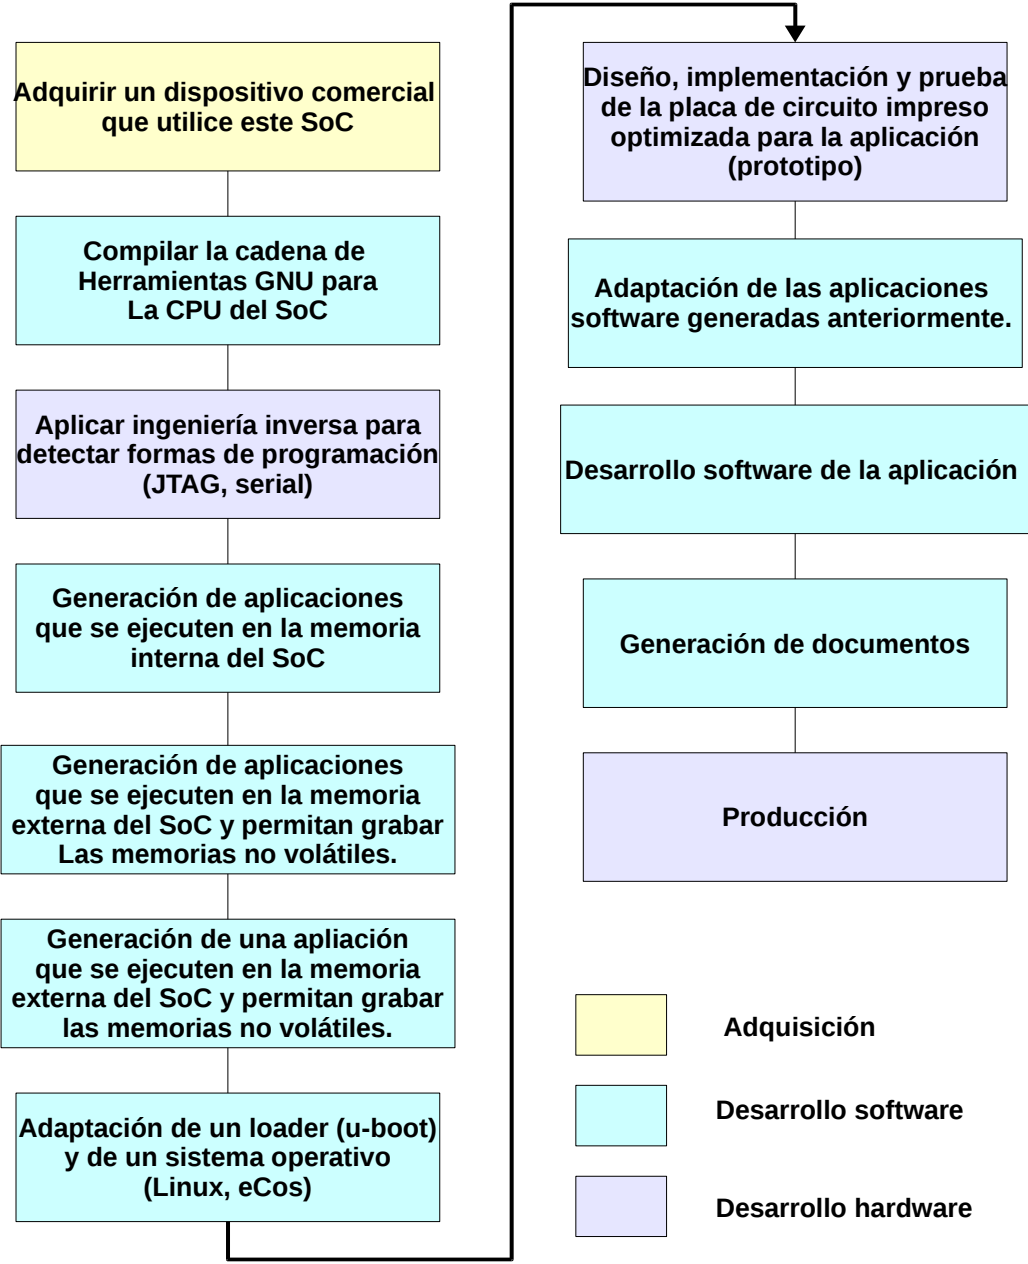 Adquirir un dispositivo comercial
que utilice este SoC
Compilar la cadena de
Herramientas GNU para
La CPU del SoC
Aplicar ingeniería inversa para
detectar formas de programación
(JTAG, serial)
Generación de aplicaciones
que se ejecuten en la memoria
interna del SoC
Generación de aplicaciones
que se ejecuten en la memoria
externa del SoC y permitan grabar
Las memorias no volátiles.
Generación de una apliación
que se ejecuten en la memoria
externa del SoC y permitan grabar
las memorias no volátiles.
Adaptación de un loader (u-boot)
y de un sistema operativo
(Linux, eCos)
Diseño, implementación y prueba
de la placa de circuito impreso
optimizada para la aplicación
(prototipo)
Adaptación de las aplicaciones
software generadas anteriormente.
Desarrollo software de la aplicación
Generación de documentos
Producción
Adquisición
Desarrollo software
Desarrollo hardware